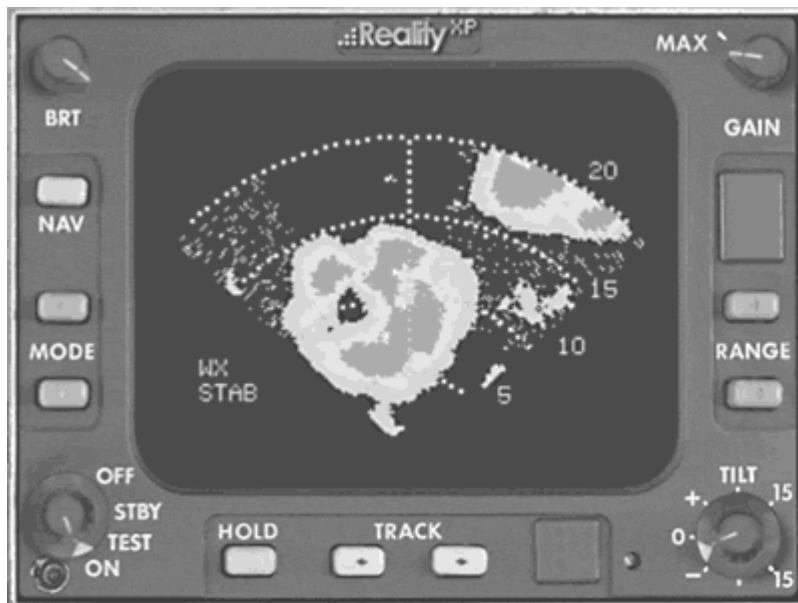 Reality XP
MAX
BRT
GAIN
20
NAV
15
MODE
10
RANGE
WX
STAB
5
OFF
TILT
+
15
STBY
HOLD
TRACK
TEST
0
ON
-
15